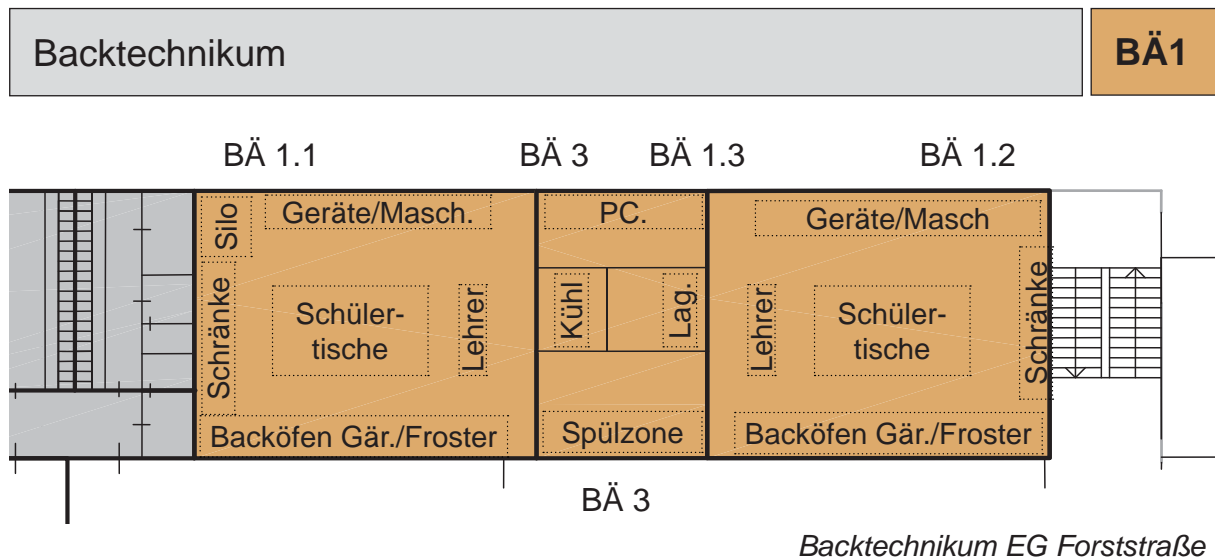 Backtechnikum
BÄ1
BÄ 1.1
BÄ 3
BÄ 1.3
BÄ 1.2
Silo
Geräte/Masch.
PC.
Geräte/Masch
Schränke
Schüler-
tische
Lehrer
Kühl
Lag.
Lehrer
Schüler-
tische
Schränke
Backöfen Gär./Froster
Spülzone
Backöfen Gär./Froster
BÄ 3
Backtechnikum EG Forststraße